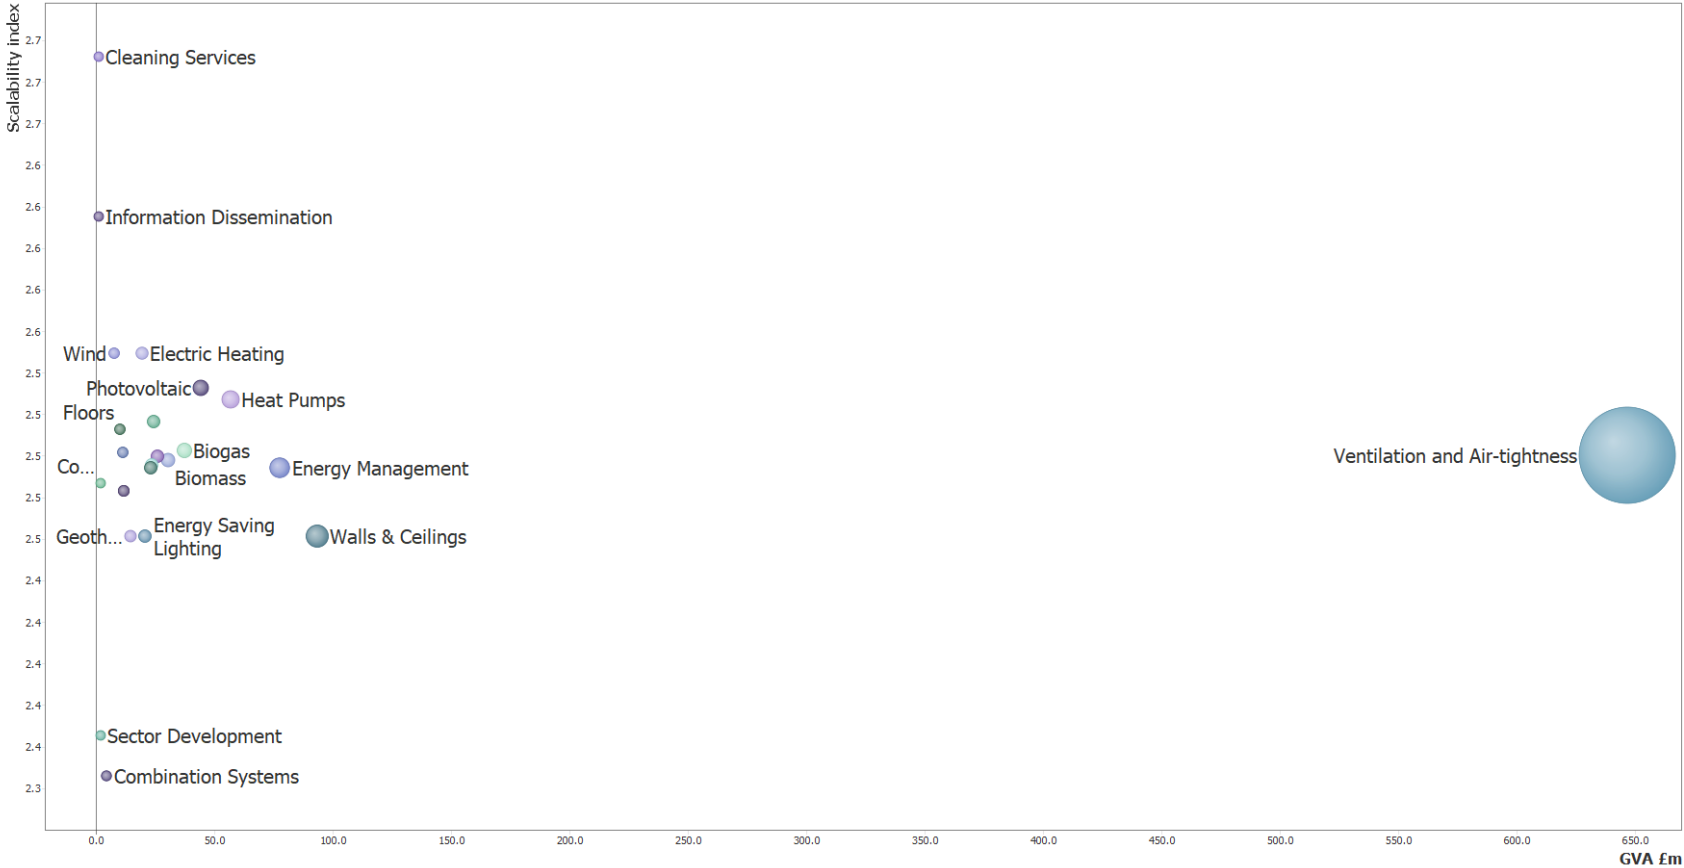 Scalability index
2.7
Cleaning Services
2.7
2.7
2.6
2.6
Information Dissemination
2.6
2.6
2.6
Wind
Electric Heating
2.5
Photovoltaic
Heat Pumps
Floors
2.5
Biogas
2.5
Ventilation and Air-tightness
Co...
Energy Management
Biomass
2.5
Energy Saving
Lighting
Geoth...
Walls & Ceilings
2.5
2.4
2.4
2.4
2.4
Sector Development
2.4
Combination Systems
2.3
0.0 50.0 100.0 150.0 200.0 250.0 300.0 350.0 400.0 450.0 500.0 550.0 600.0 650.0
GVA £m